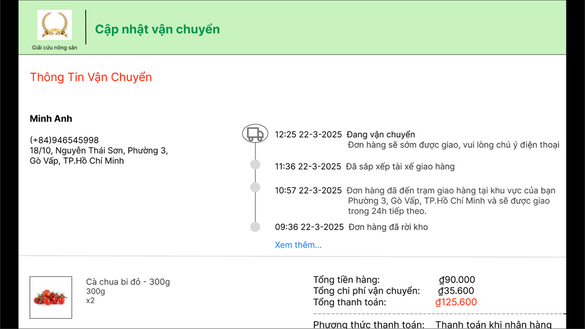 Giải cứu nông sản
Cập nhật vận chuyển
Thông Tin Vận Chuyển
Minh Anh
(+84)946545998
18/10, Nguyễn Thái Sơn, Phường 3,
Gò Vấp, TP.Hồ Chí Minh
12:25 22-3-2025 Đang vận chuyển
Đơn hàng sẽ sớm được giao, vui lòng chú ý điện thoại
11:36 22-3-2025 Đã sắp xếp tài xế giao hàng
10:57 22-3-2025 Đơn hàng đã đến trạm giao hàng tại khu vực của bạn
Phường 3, Gò Vấp, TP.Hồ Chí Minh và sẽ được giao
trong 24h tiếp theo.
09:36 22-3-2025 Đơn hàng đã rời kho
Xem thêm...
Cà chua bi đỏ - 300g
300g
x2
Tổng tiền hàng: ₫90.000
Tổng chi phí vận chuyển: ₫35.600
Tổng thanh toán: ₫125.600
Phương thức thanh toán: Thanh toán khi nhận hàng